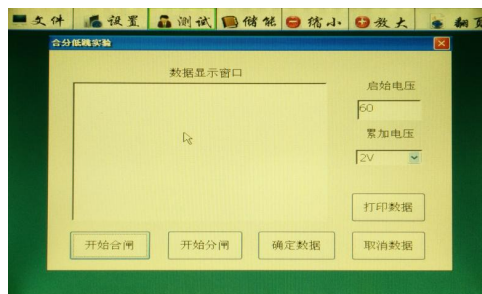 文件 设置 测试 储能 缩小 放大 翻页
合分低跳实验
数据显示窗口
启始电压
60
累加电压
2V
打印数据
开始合闸 开始分闸 确定数据 取消数据